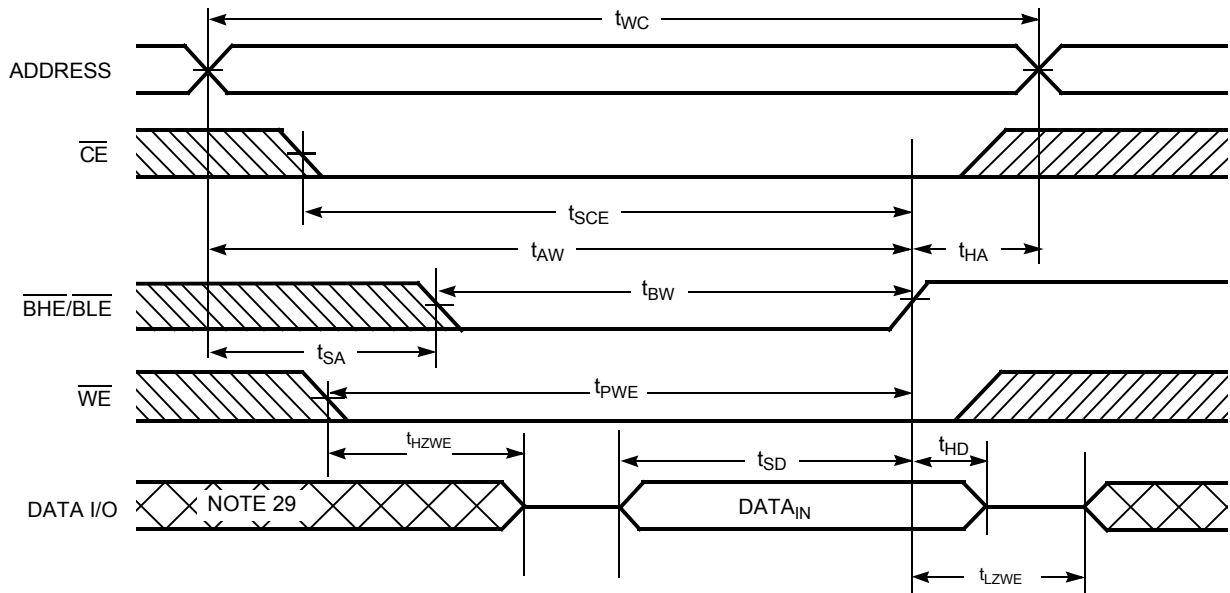 tWC
ADDRESS
CE
tSCE
tAW
tHA
BHE/BLE
tBW
tSA
WE
tPWE
tHZWE
tSD
tHD
DATA I/O
NOTE 29
DATAIN
tLZWE